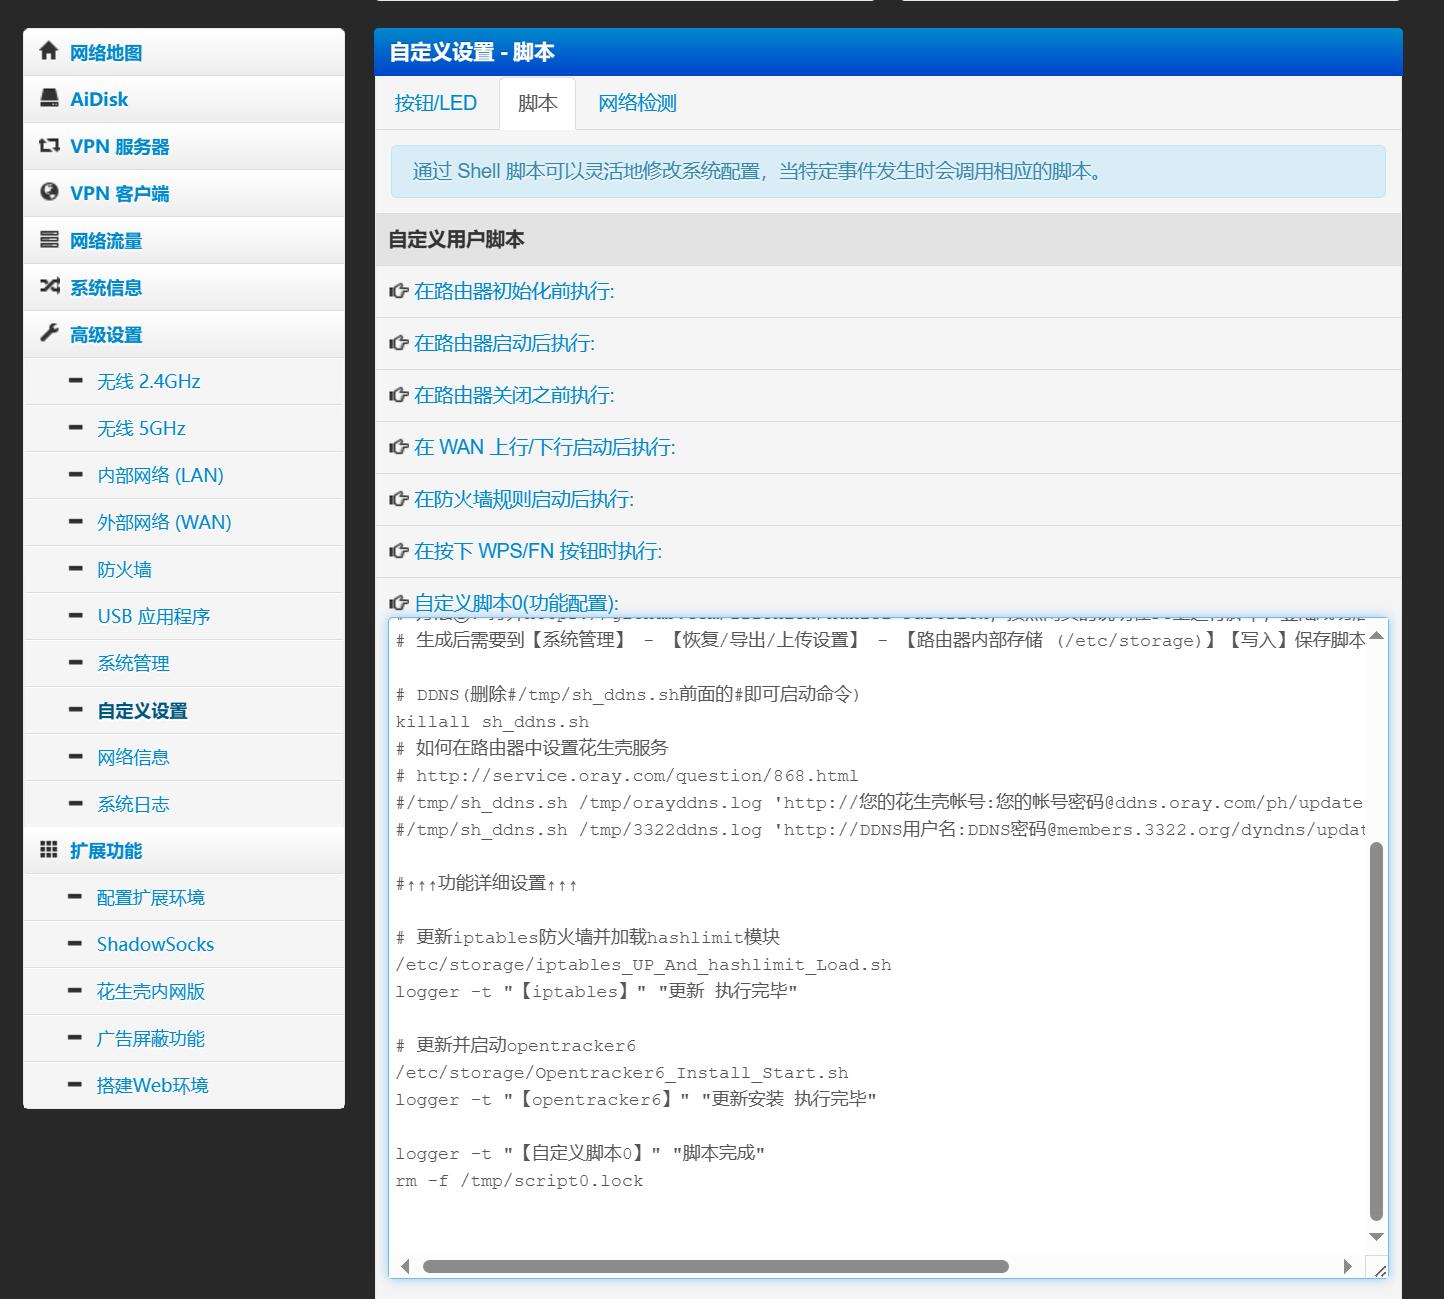 网络地图
AiDisk
VPN 服务器
VPN 客户端
网络流量
系统信息
高级设置
无线 2.4GHz
无线 5GHz
内部网络 (LAN)
外部网络 (WAN)
防火墙
USB 应用程序
系统管理
自定义设置
网络信息
系统日志
扩展功能
配置扩展环境
ShadowSocks
花生壳内网版
广告屏蔽功能
搭建Web环境
自定义设置 - 脚本
按钮/LED 脚本 网络检测
通过 Shell 脚本可以灵活地修改系统配置，当特定事件发生时会调用相应的脚本。
自定义用户脚本
在路由器初始化前执行:
在路由器启动后执行:
在路由器关闭之前执行:
在 WAN 上行/下行启动后执行:
在防火墙规则启动后执行:
在按下 WPS/FN 按钮时执行:
自定义脚本0(功能配置):
# 生成后需要到【系统管理】 - 【恢复/导出/上传设置】 - 【路由器内部存储 (/etc/storage)】【写入】保存脚本
# DDNS(删除#/tmp/sh_ddns.sh前面的#即可启动命令)
killall sh_ddns.sh
# 如何在路由器中设置花生壳服务
# http://service.oray.com/question/868.html
#/tmp/sh_ddns.sh /tmp/orayddns.log 'http://您的花生壳帐号:您的帐号密码@ddns.oray.com/ph/update
#/tmp/sh_ddns.sh /tmp/3322ddns.log 'http://DDNS用户名:DDNS密码@members.3322.org/dyndns/updat
#↑↑↑功能详细设置↑↑↑
# 更新iptables防火墙并加载hashlimit模块
/etc/storage/iptables_UP_And_hashlimit_Load.sh
logger -t "【iptables】" "更新 执行完毕"
# 更新并启动opentracker6
/etc/storage/Opentracker6_Install_Start.sh
logger -t "【opentracker6】" "更新安装 执行完毕"
logger -t "【自定义脚本0】" "脚本完成"
rm -f /tmp/script0.lock